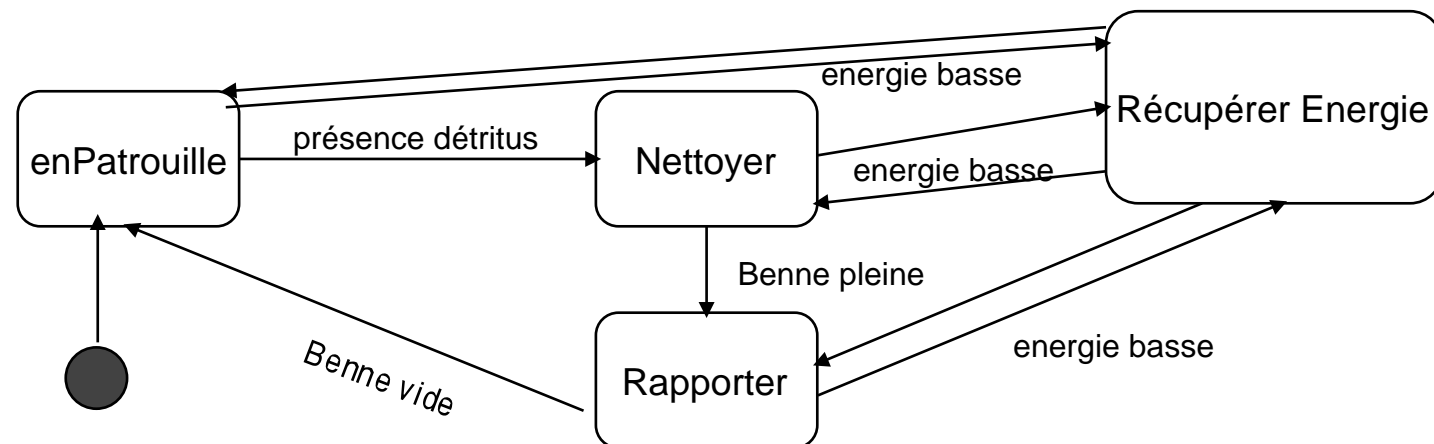 energie basse
Récupérer Energie
enPatrouille
présence détritus
Nettoyer
energie basse
Benne pleine
energie basse
Benne vide
Rapporter